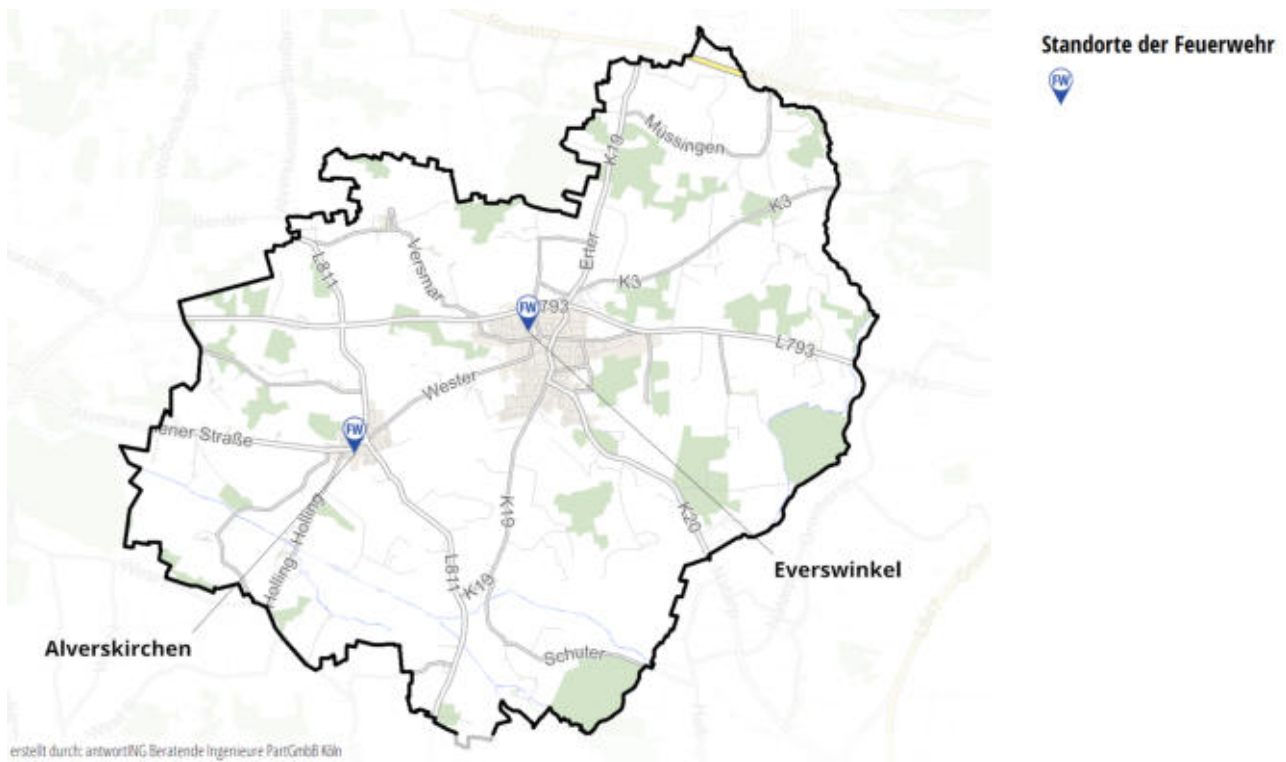 Standorte der Feuerwehr
FW
K19
Müssingen
K3
Erter
K3
L811
Versmar
FW
793
L793
Wester
FW
ener Straße
K19
K20
Holling
Holling
L811
K19
Everswinkel
Alverskirchen
Schuter
erstellt durch: antwortING Beratende Ingenieure PartGmbB Köln